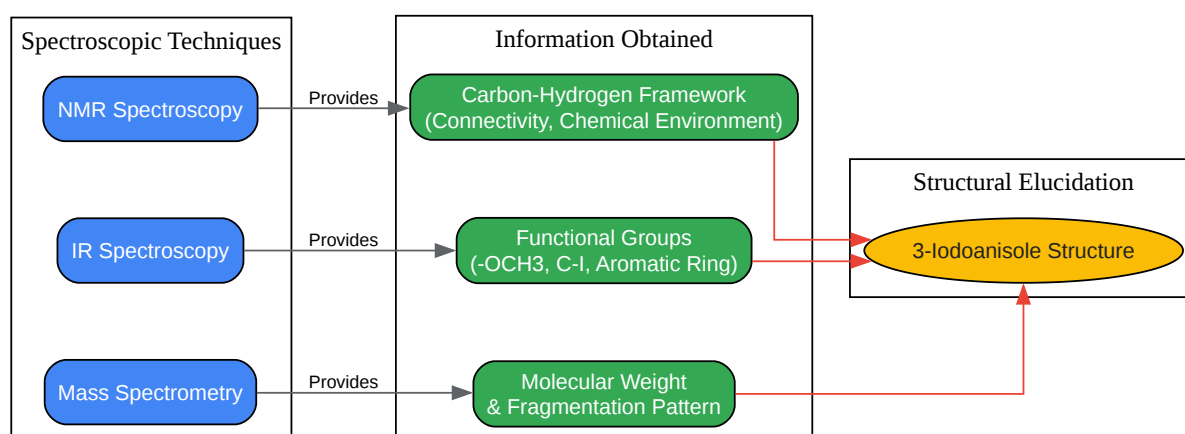 Spectroscopic Techniques
Information Obtained
NMR Spectroscopy
Provides
Carbon-Hydrogen Framework
(Connectivity, Chemical Environment)
Structural Elucidation
IR Spectroscopy
Provides
Functional Groups
(-OCH3, C-I, Aromatic Ring)
3-Iodoanisole Structure
Mass Spectrometry
Provides
Molecular Weight
& Fragmentation Pattern